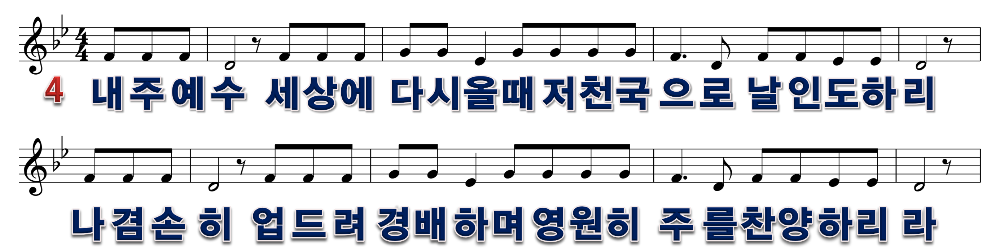 4 내주예수 세상에 다시올때저천국으로 날인도하리
나겸손히 업드려경배하며영원히 주를찬양하리라